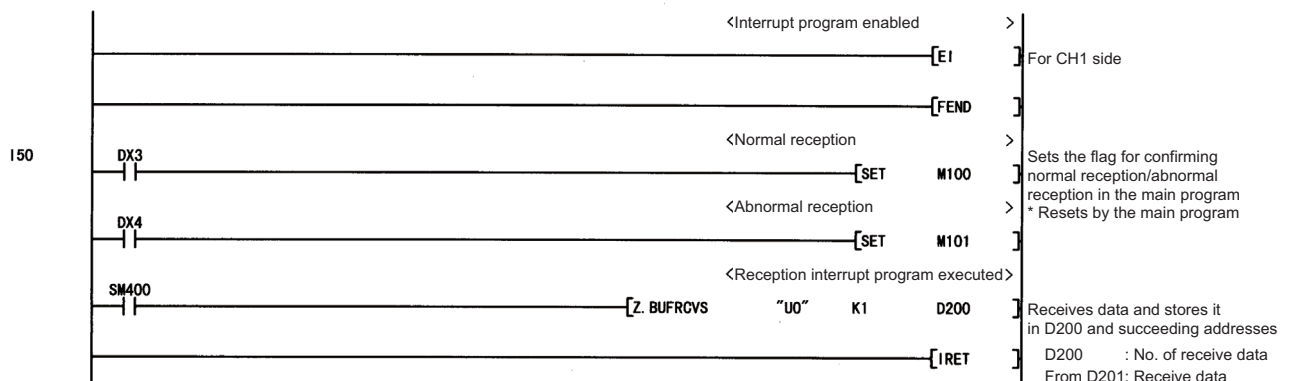 <Interrupt program enabled >
EI For CH1 side
FEND
<Normal reception >
I50 DX3 SET M100 Sets the flag for confirming
normal reception/abnormal
reception in the main program
<Abnormal reception > * Resets by the main program
DX4 SET M101
<Reception interrupt program executed>
SM400 Z. BUFRCVS "U0" K1 D200 Receives data and stores it
in D200 and succeeding addresses
IRET D200 : No. of receive data
From D201: Receive data